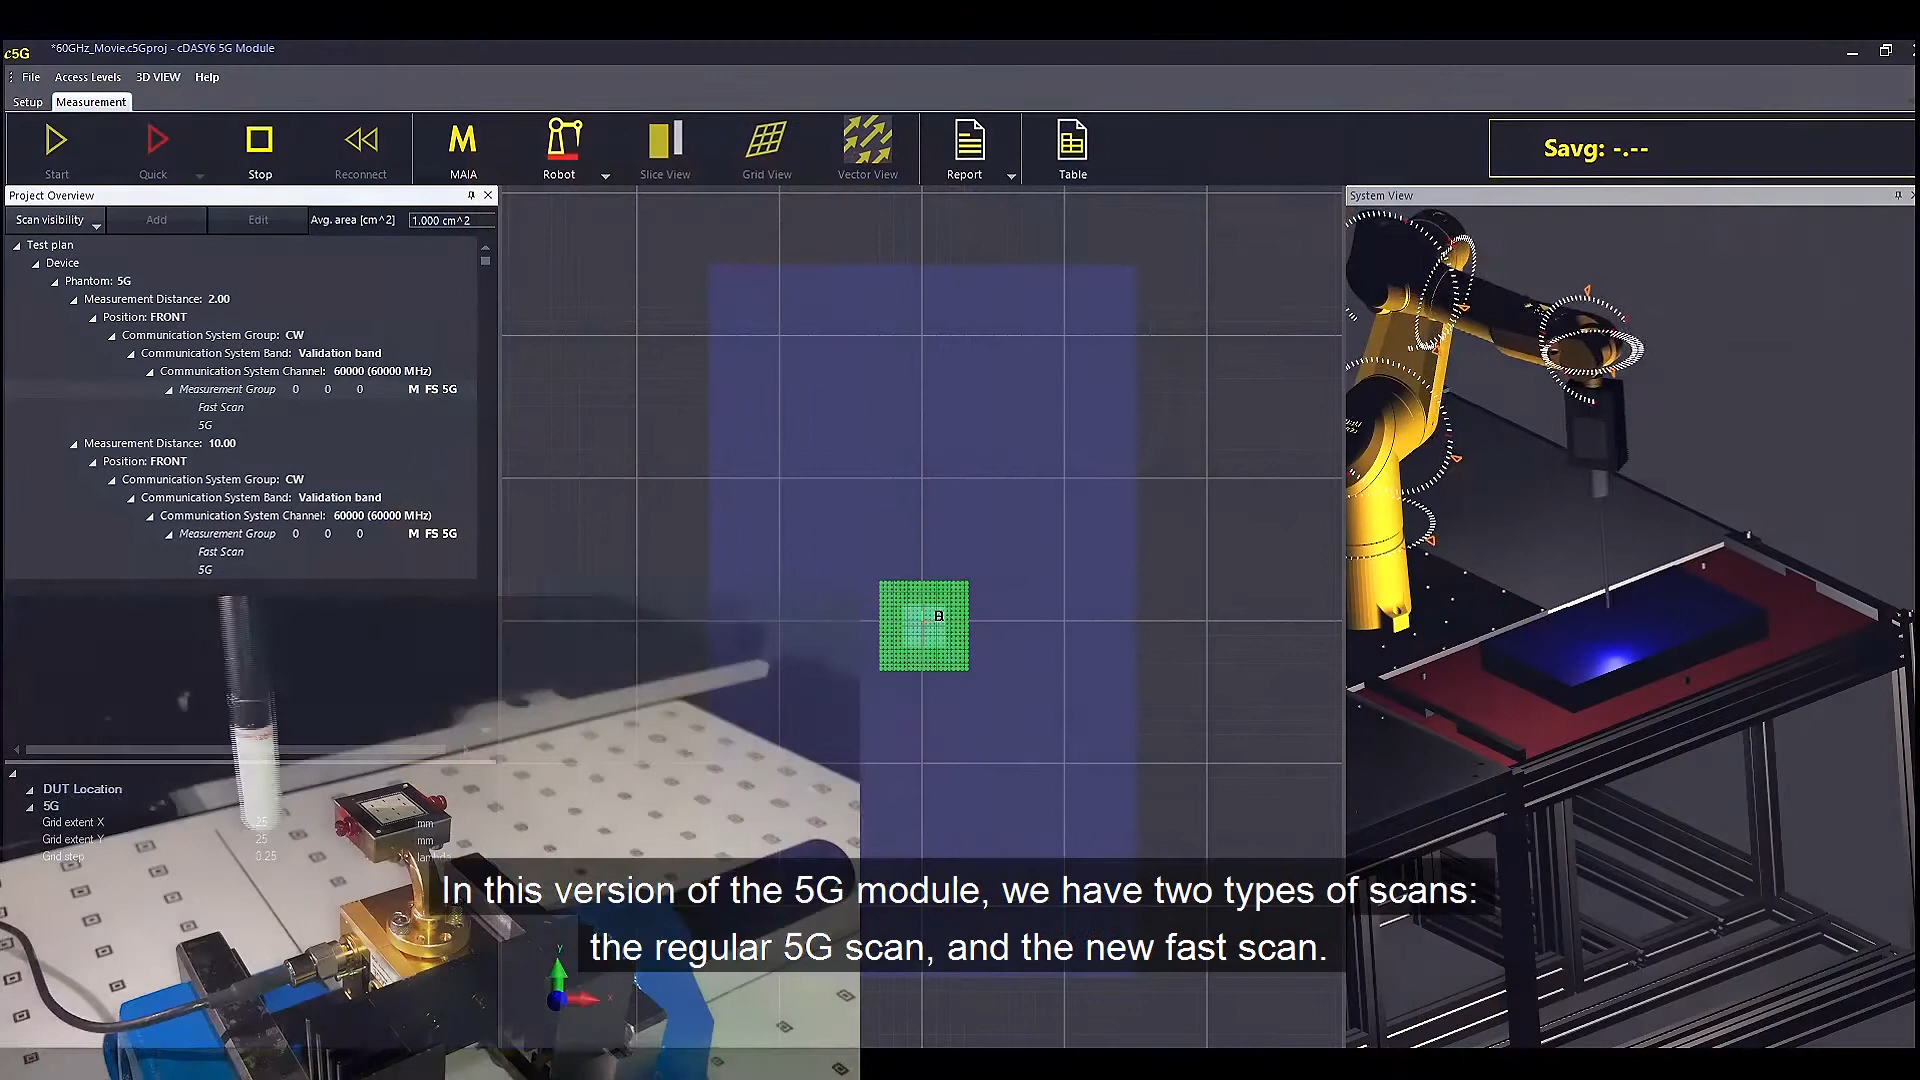 c5G
*60GHz_Movie.c5Gproj - cDASY6 5G Module
File Access Levels 3D VIEW Help
Setup Measurement
Start Quick Stop Reconnect MAIA Robot Slice View Grid View Vector View Report Table
Savg: -.--
Project Overview
Scan visibility Add Edit Avg. area [cm^2] 1.000 cm^2
Test plan
Device
Phantom: 5G
Measurement Distance: 2.00
Position: FRONT
Communication System Group: CW
Communication System Band: Validation band
Communication System Channel: 60000 (60000 MHz)
Measurement Group 0 0 0 M FS 5G
Fast Scan
5G
Measurement Distance: 10.00
Position: FRONT
Communication System Group: CW
Communication System Band: Validation band
Communication System Channel: 60000 (60000 MHz)
Measurement Group 0 0 0 M FS 5G
Fast Scan
5G
DUT Location
5G
Grid extent X 25 mm
Grid extent Y 25 mm
Grid step 0.25 lambda
System View
y
x
In this version of the 5G module, we have two types of scans:
the regular 5G scan, and the new fast scan.